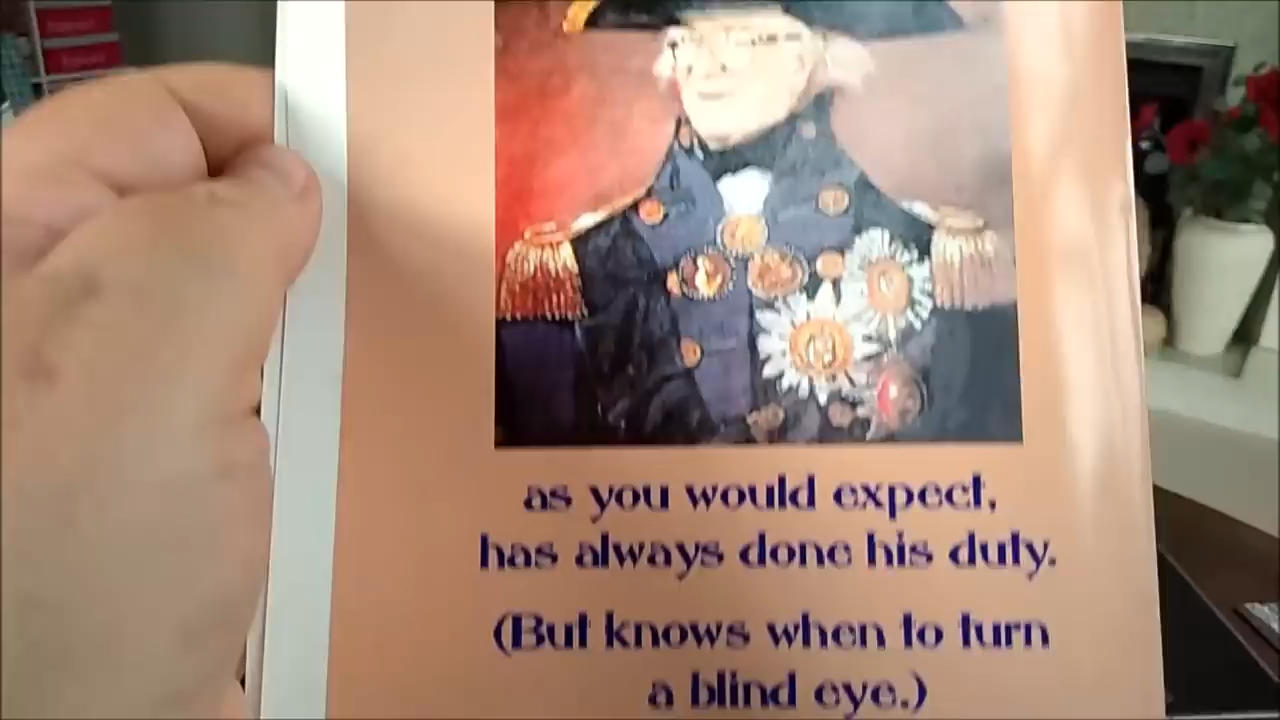 as you would expect,
has always done his duty.
(But knows when to turn
a blind eye.)